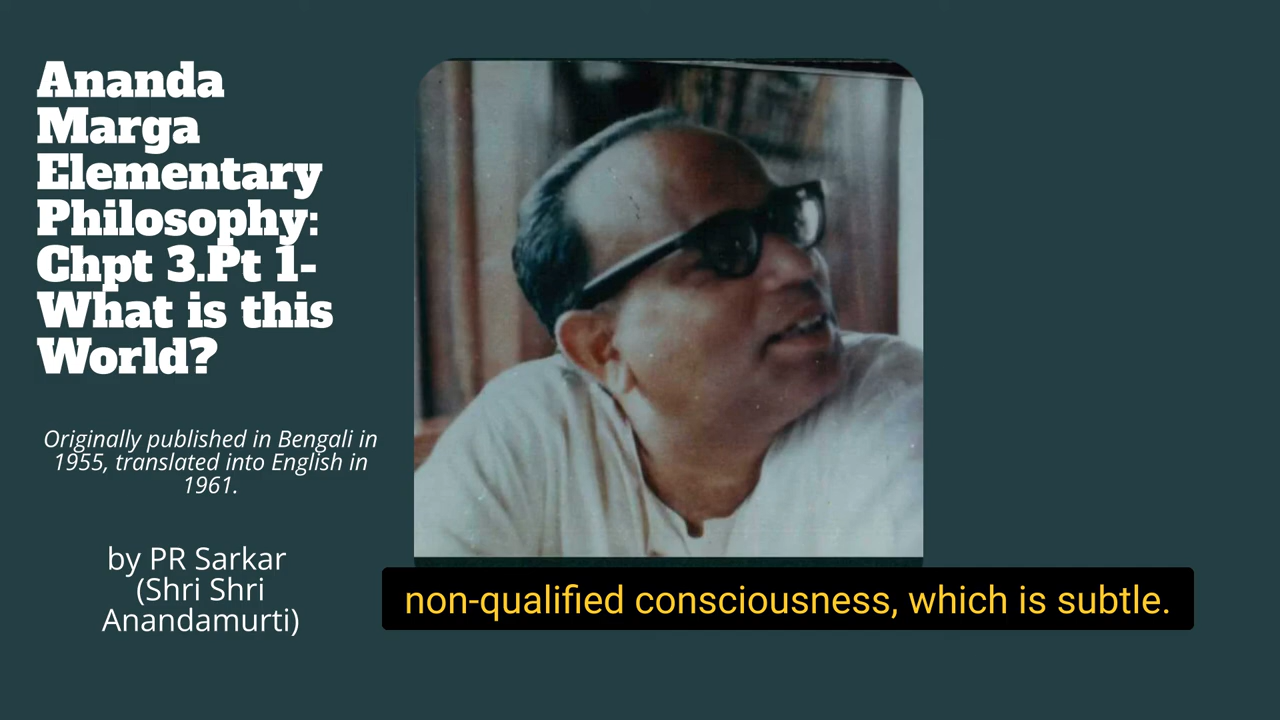 Ananda
Marga
Elementary
Philosophy:
Chpt 3.Pt 1-
What is this
World?
Originally published in Bengali in
1955, translated into English in
1961.
by PR Sarkar
(Shri Shri
Anandamurti)
non-qualified consciousness, which is subtle.